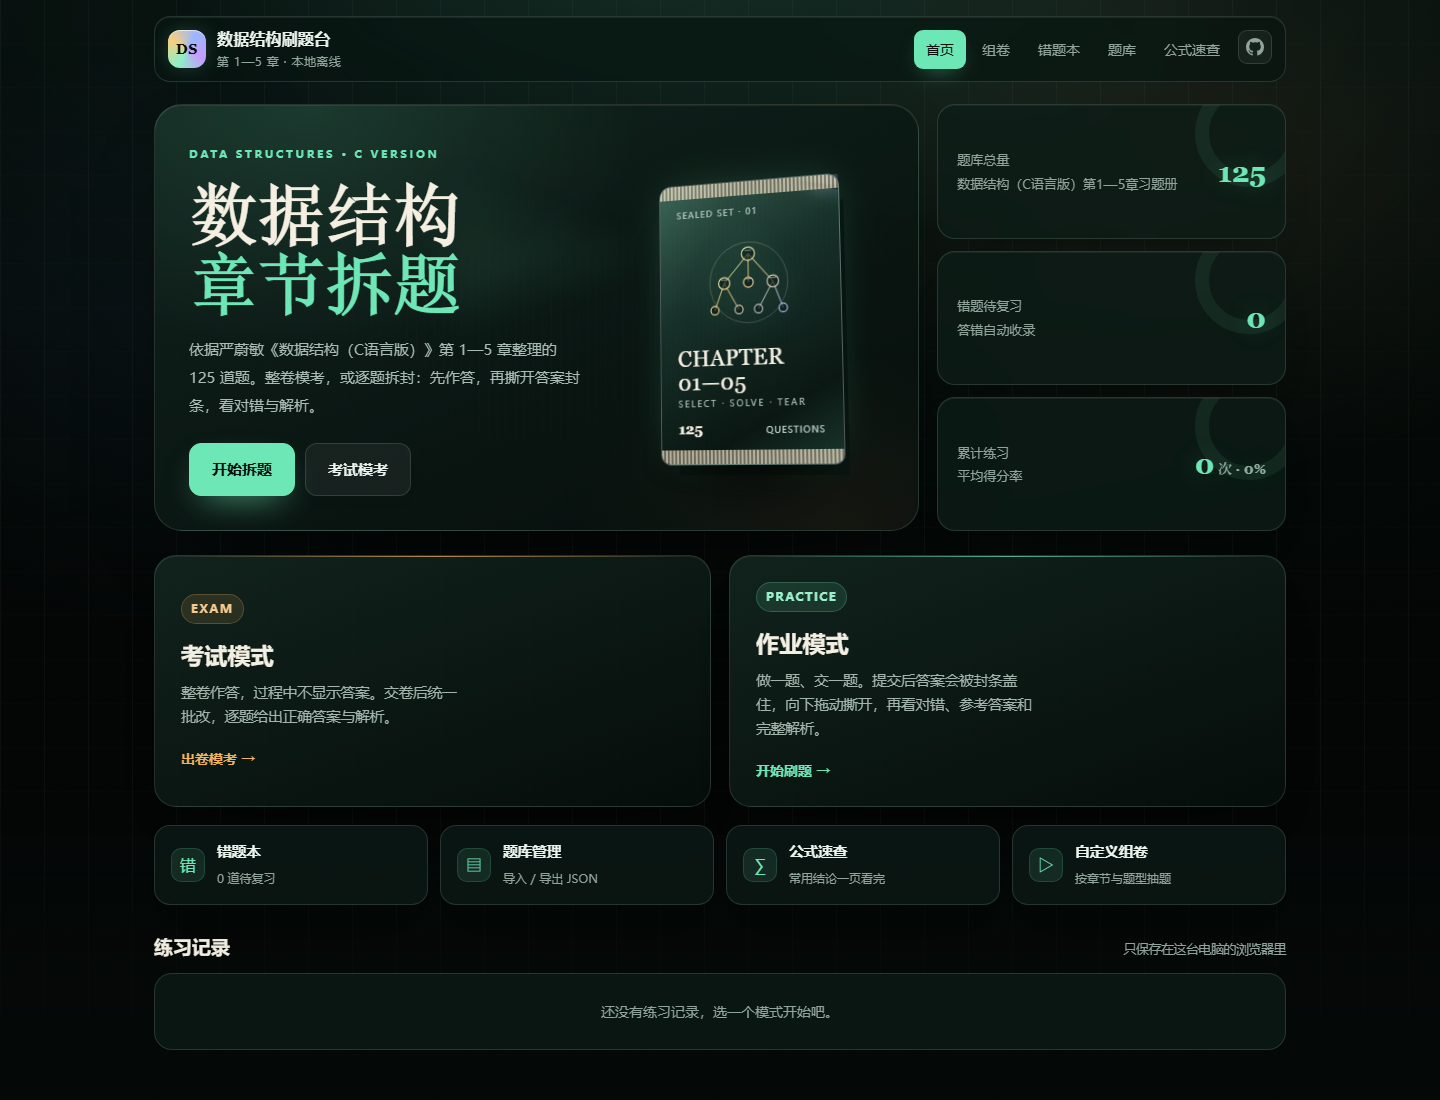 DS
数据结构刷题台
第 1—5 章 · 本地离线
首页
组卷
错题本
题库
公式速查
DATA STRUCTURES • C VERSION
数据结构
章节拆题
依据严蔚敏《数据结构（C语言版）》第 1—5 章整理的
125 道题。整卷模考，或逐题拆封：先作答，再撕开答案封
条，看对错与解析。
开始拆题
考试模考
SEALED SET · 01
CHAPTER
01—05
SELECT · SOLVE · TEAR
125
QUESTIONS
题库总量
数据结构（C语言版）第1—5章习题册
125
错题待复习
答错自动收录
0
累计练习
平均得分率
0 次 · 0%
EXAM
考试模式
整卷作答，过程中不显示答案。交卷后统一
批改，逐题给出正确答案与解析。
出卷模考 →
PRACTICE
作业模式
做一题、交一题。提交后答案会被封条盖
住，向下拖动撕开，再看对错、参考答案和
完整解析。
开始刷题 →
错
错题本
0 道待复习
▤
题库管理
导入 / 导出 JSON
∑
公式速查
常用结论一页看完
▷
自定义组卷
按章节与题型抽题
练习记录
只保存在这台电脑的浏览器里
还没有练习记录，选一个模式开始吧。